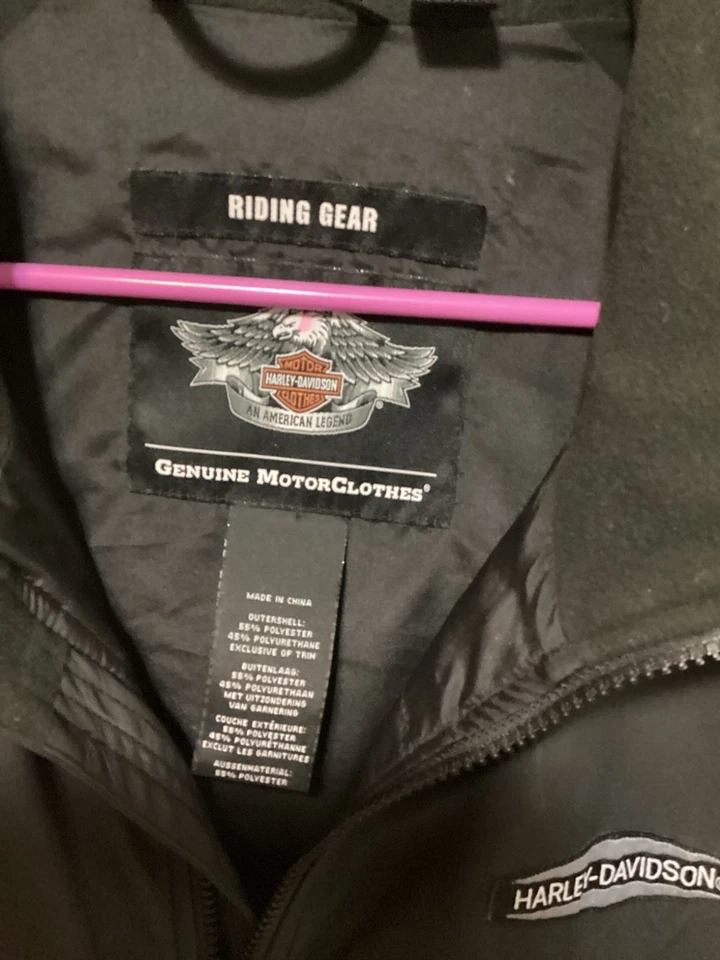 RIDING GEAR
MOTOR
HARLEY-DAVIDSON
CLOTHES
AN AMERICAN LEGEND
®
GENUINE MOTORCLOTHES®
MADE IN CHINA
OUTERSHELL:
55% POLYESTER
45% POLYURETHANE
EXCLUSIVE OF TRIM
BUITENLAAG:
55% POLYESTER
45% POLYURETHAAN
MET UITZONDERING
VAN GARNERING
COUCHE EXTÉRIEURE:
55% POLYESTER
45% POLYURÉTHANNE
EXCLUT LES GARNITURES
AUSSENMATERIAL:
55% POLYESTER
HARLEY-DAVIDSON